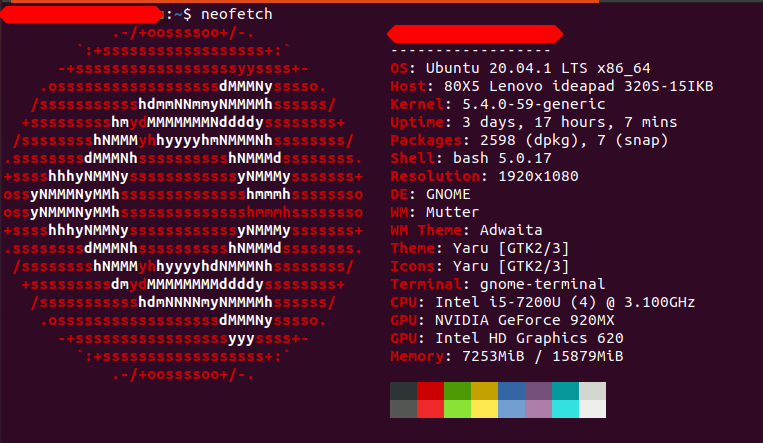 :~$ neofetch
.-/+oossssoo+/-.
`:+ssssssssssssssssss+:` ------------------
-+ssssssssssssssssssyyssss+- OS: Ubuntu 20.04.1 LTS x86_64
.ossssssssssssssssssdMMMNysssso. Host: 80X5 Lenovo ideapad 320S-15IKB
/ssssssssssshdmmNNmmyNMMMMhssssss/ Kernel: 5.4.0-59-generic
+ssssssssshmydMMMMMMMNddddyssssssss+ Uptime: 3 days, 17 hours, 7 mins
/sssssssshNMMMyhhyyyyhmNMMMNhssssssss/ Packages: 2598 (dpkg), 7 (snap)
.ssssssssdMMMNhsssssssssshNMMMdssssssss. Shell: bash 5.0.17
+sssshhhyNMMNyssssssssssssyNMMMysssssss+ Resolution: 1920x1080
ossyNMMMNyMMhsssssssssssssshmmmhssssssso DE: GNOME
ossyNMMMNyMMhsssssssssssssshmmmhssssssso WM: Mutter
+sssshhhyNMMNyssssssssssssyNMMMysssssss+ WM Theme: Adwaita
.ssssssssdMMMNhsssssssssshNMMMdssssssss. Theme: Yaru [GTK2/3]
/sssssssshNMMMyhhyyyyhdNMMMNhssssssss/ Icons: Yaru [GTK2/3]
+sssssssssdmydMMMMMMMMddddyssssssss+ Terminal: gnome-terminal
/ssssssssssshdmNNNNmyNMMMMhssssss/ CPU: Intel i5-7200U (4) @ 3.100GHz
.ossssssssssssssssssdMMMNysssso. GPU: NVIDIA GeForce 920MX
-+sssssssssssssssssyyyssss+- GPU: Intel HD Graphics 620
`:+ssssssssssssssssss+:` Memory: 7253MiB / 15879MiB
.-/+oossssoo+/-.